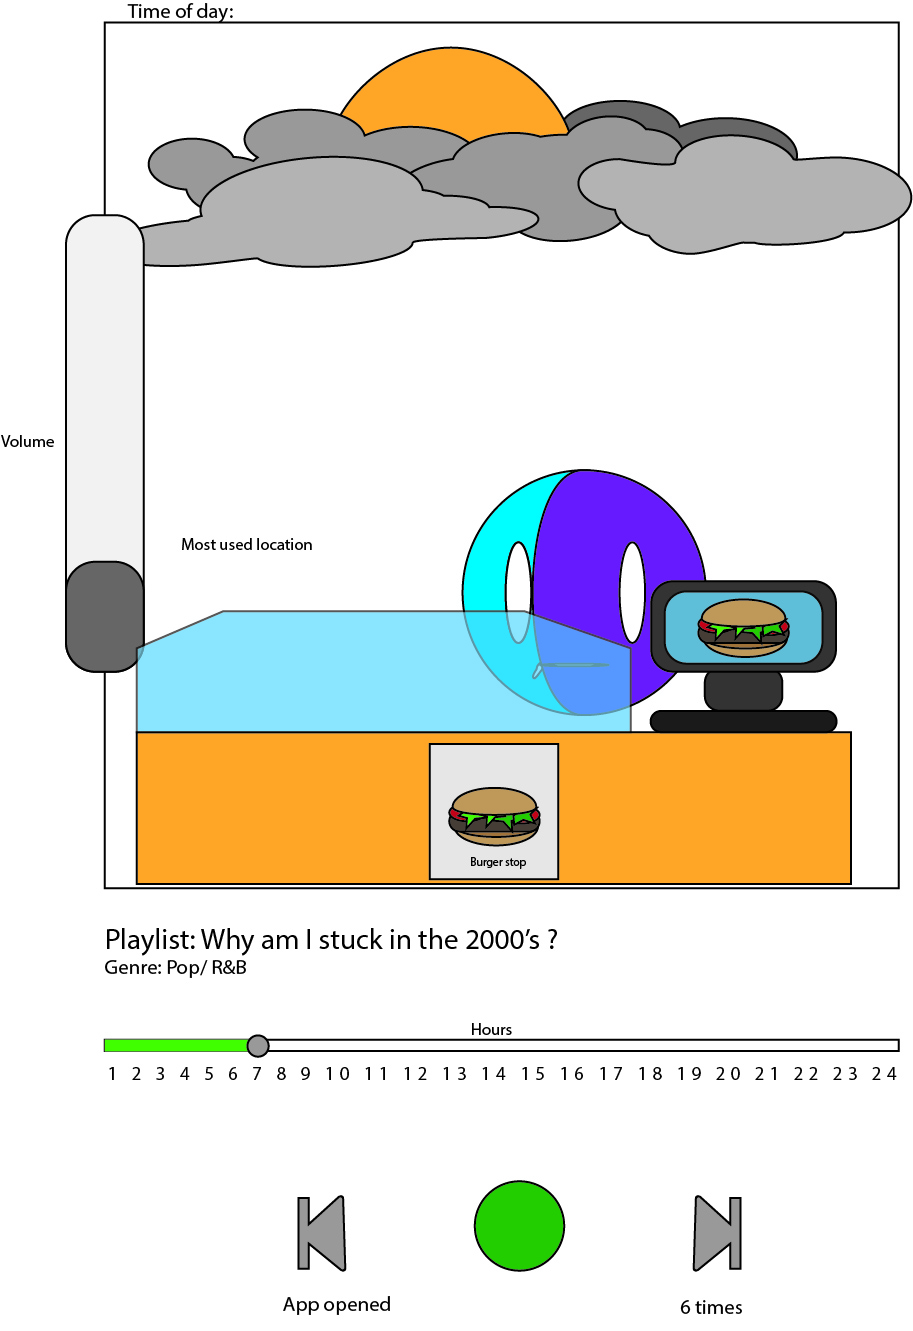 Time of day:
Volume
Most used location
Burger stop
Playlist: Why am I stuck in the 2000's ?
Genre: Pop/ R&B
Hours
1 2 3 4 5 6 7 8 9 10 11 12 13 14 15 16 17 18 19 20 21 22 23 24
App opened 6 times